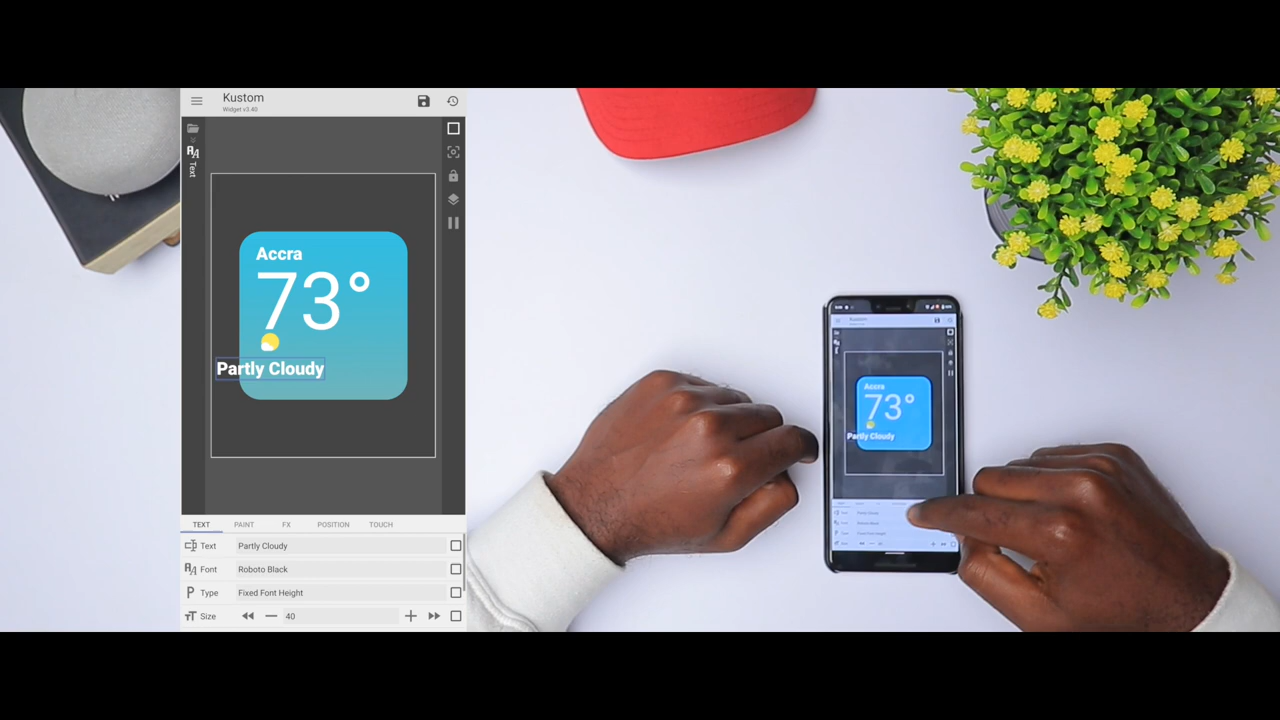 Kustom
Widget v3.40
Text
Accra
73°
Partly Cloudy
TEXT PAINT FX POSITION TOUCH
Text Partly Cloudy
Font Roboto Black
Type Fixed Font Height
Size 40
Kustom
Accra
73°
Partly Cloudy